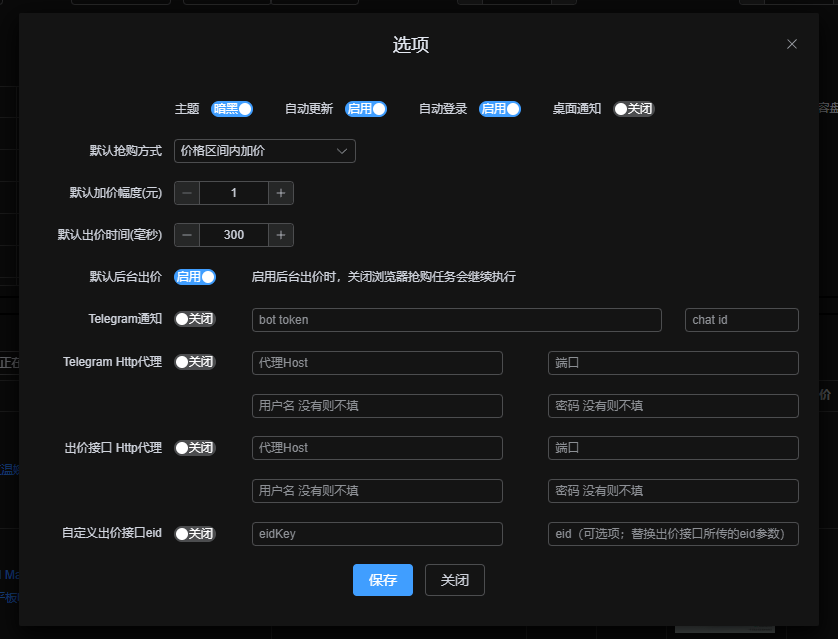 选项
主题 暗黑 自动更新 启用 自动登录 启用 桌面通知 关闭
默认抢购方式 价格区间内加价
默认加价幅度(元) 1
默认出价时间(毫秒) 300
默认后台出价 启用 启用后台出价时，关闭浏览器抢购任务会继续执行
Telegram通知 关闭 bot token chat id
Telegram Http代理 关闭 代理Host 端口
用户名 没有则不填 密码 没有则不填
出价接口 Http代理 关闭 代理Host 端口
用户名 没有则不填 密码 没有则不填
自定义出价接口eid 关闭 eidKey eid（可选项；替换出价接口所传的eid参数）
保存 关闭
正在
价